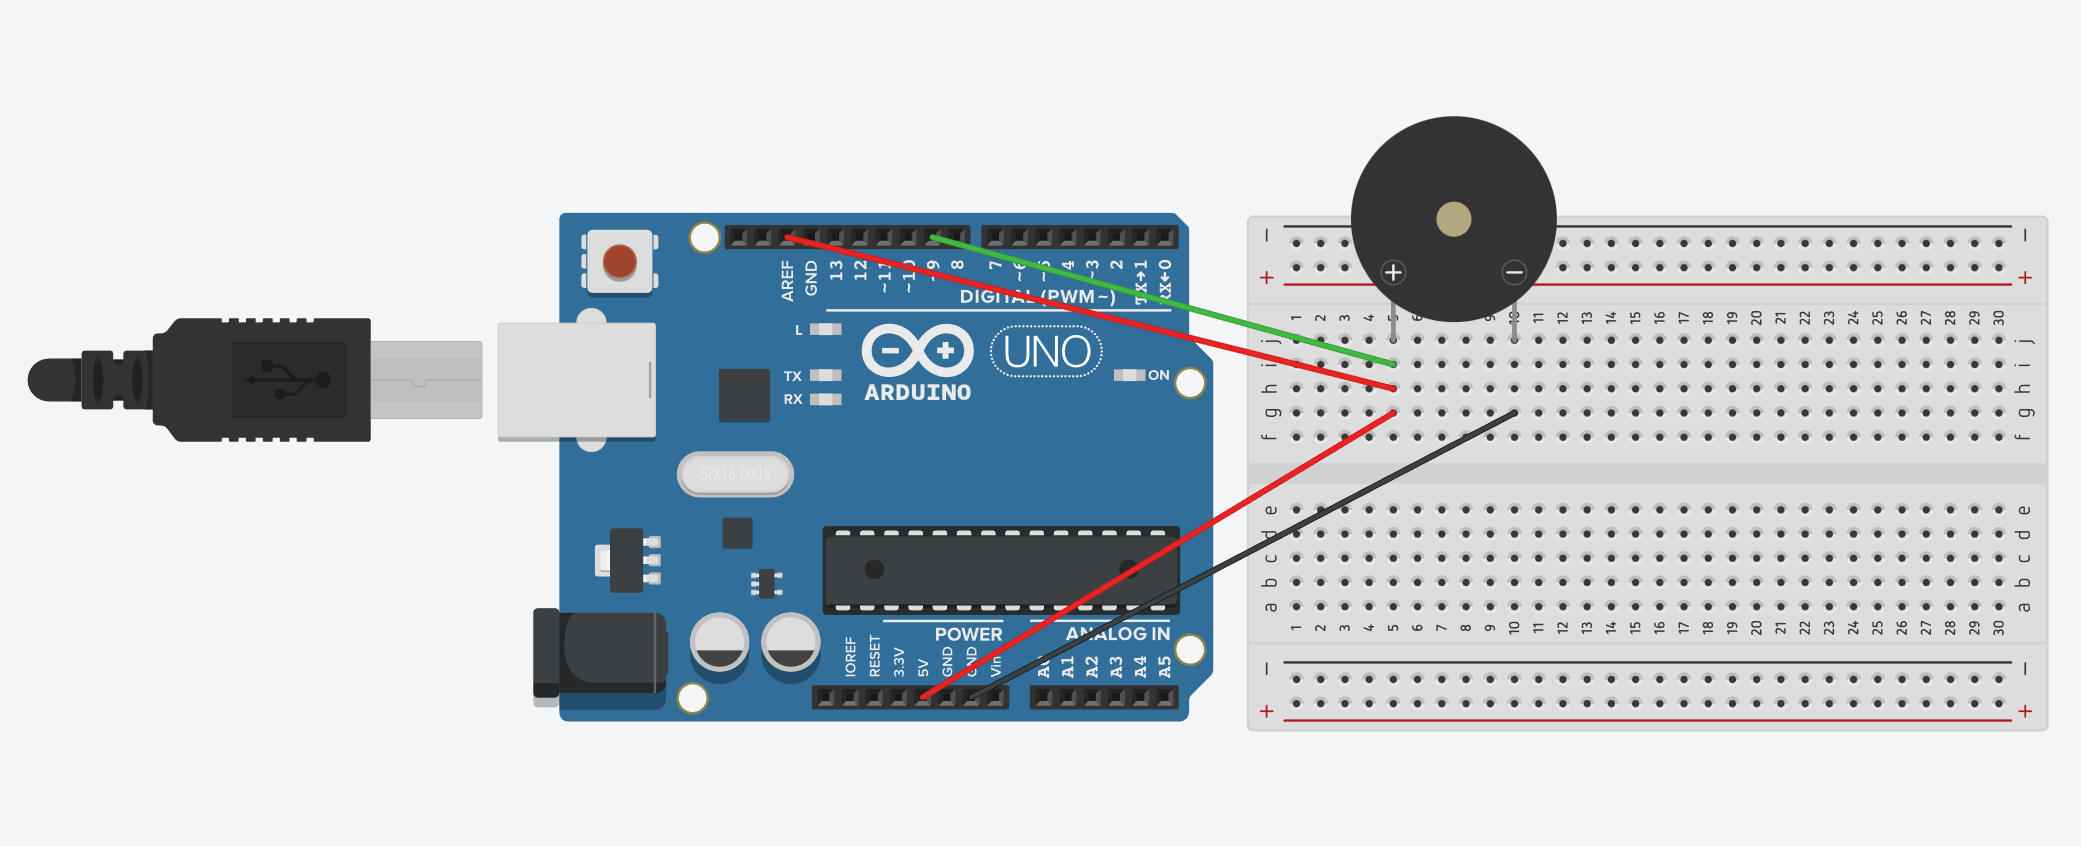 AREF GND 13 12 ~11 ~10 ~9 8 7 ~6 ~5 4 ~3 2 TX→1 RX←0
DIGITAL (PWM~)
L
TX
RX
UNO
ARDUINO
ON
SPK16.000G
POWER
ANALOG IN
IOREF RESET 3.3V 5V GND GND Vin A0 A1 A2 A3 A4 A5
− −
+ + −
+ +
1 2 3 4 5 6 9 10 11 12 13 14 15 16 17 18 19 20 21 22 23 24 25 26 27 28 29 30
j j
i i
h h
g g
f f
e e
d d
c c
b b
a a
1 2 3 4 5 6 7 8 9 10 11 12 13 14 15 16 17 18 19 20 21 22 23 24 25 26 27 28 29 30
− −
+ +